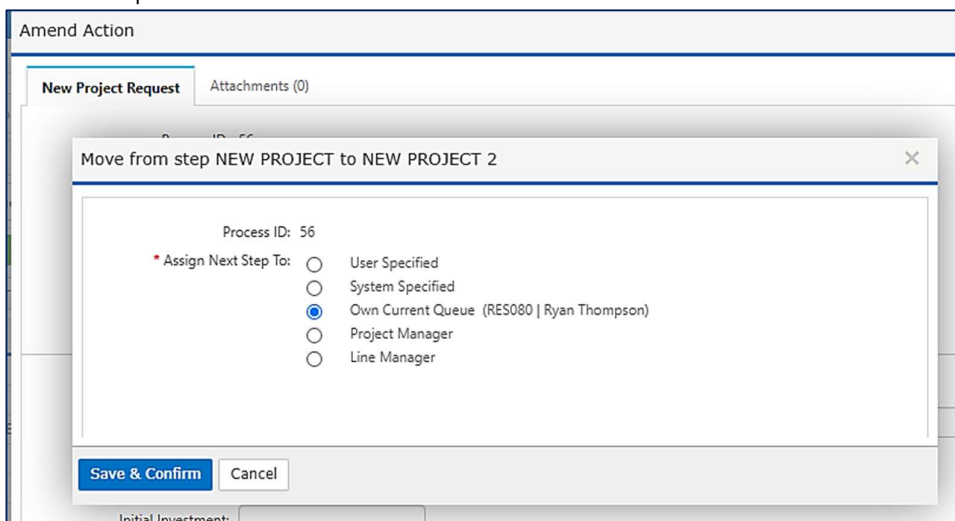 Amend Action
New Project Request
Attachments (0)
Move from step NEW PROJECT to NEW PROJECT 2
Process ID: 56
* Assign Next Step To:
User Specified
System Specified
Own Current Queue (RES080 | Ryan Thompson)
Project Manager
Line Manager
Save & Confirm
Cancel
Initial Investment: